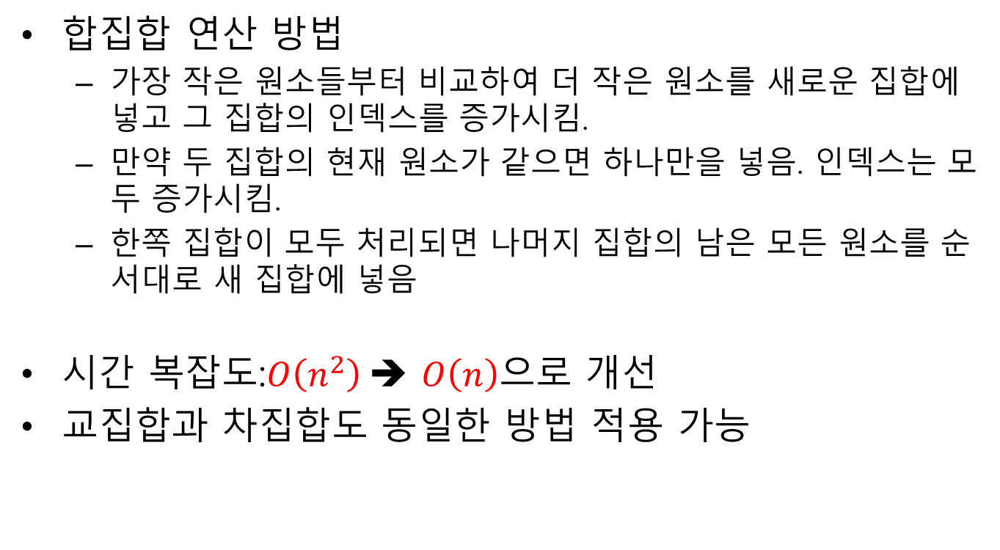 • 합집합 연산 방법
– 가장 작은 원소들부터 비교하여 더 작은 원소를 새로운 집합에
넣고 그 집합의 인덱스를 증가시킴.
– 만약 두 집합의 현재 원소가 같으면 하나만을 넣음. 인덱스는 모
두 증가시킴.
– 한쪽 집합이 모두 처리되면 나머지 집합의 남은 모든 원소를 순
서대로 새 집합에 넣음
• 시간 복잡도:O(n²) ➔ O(n)으로 개선
• 교집합과 차집합도 동일한 방법 적용 가능